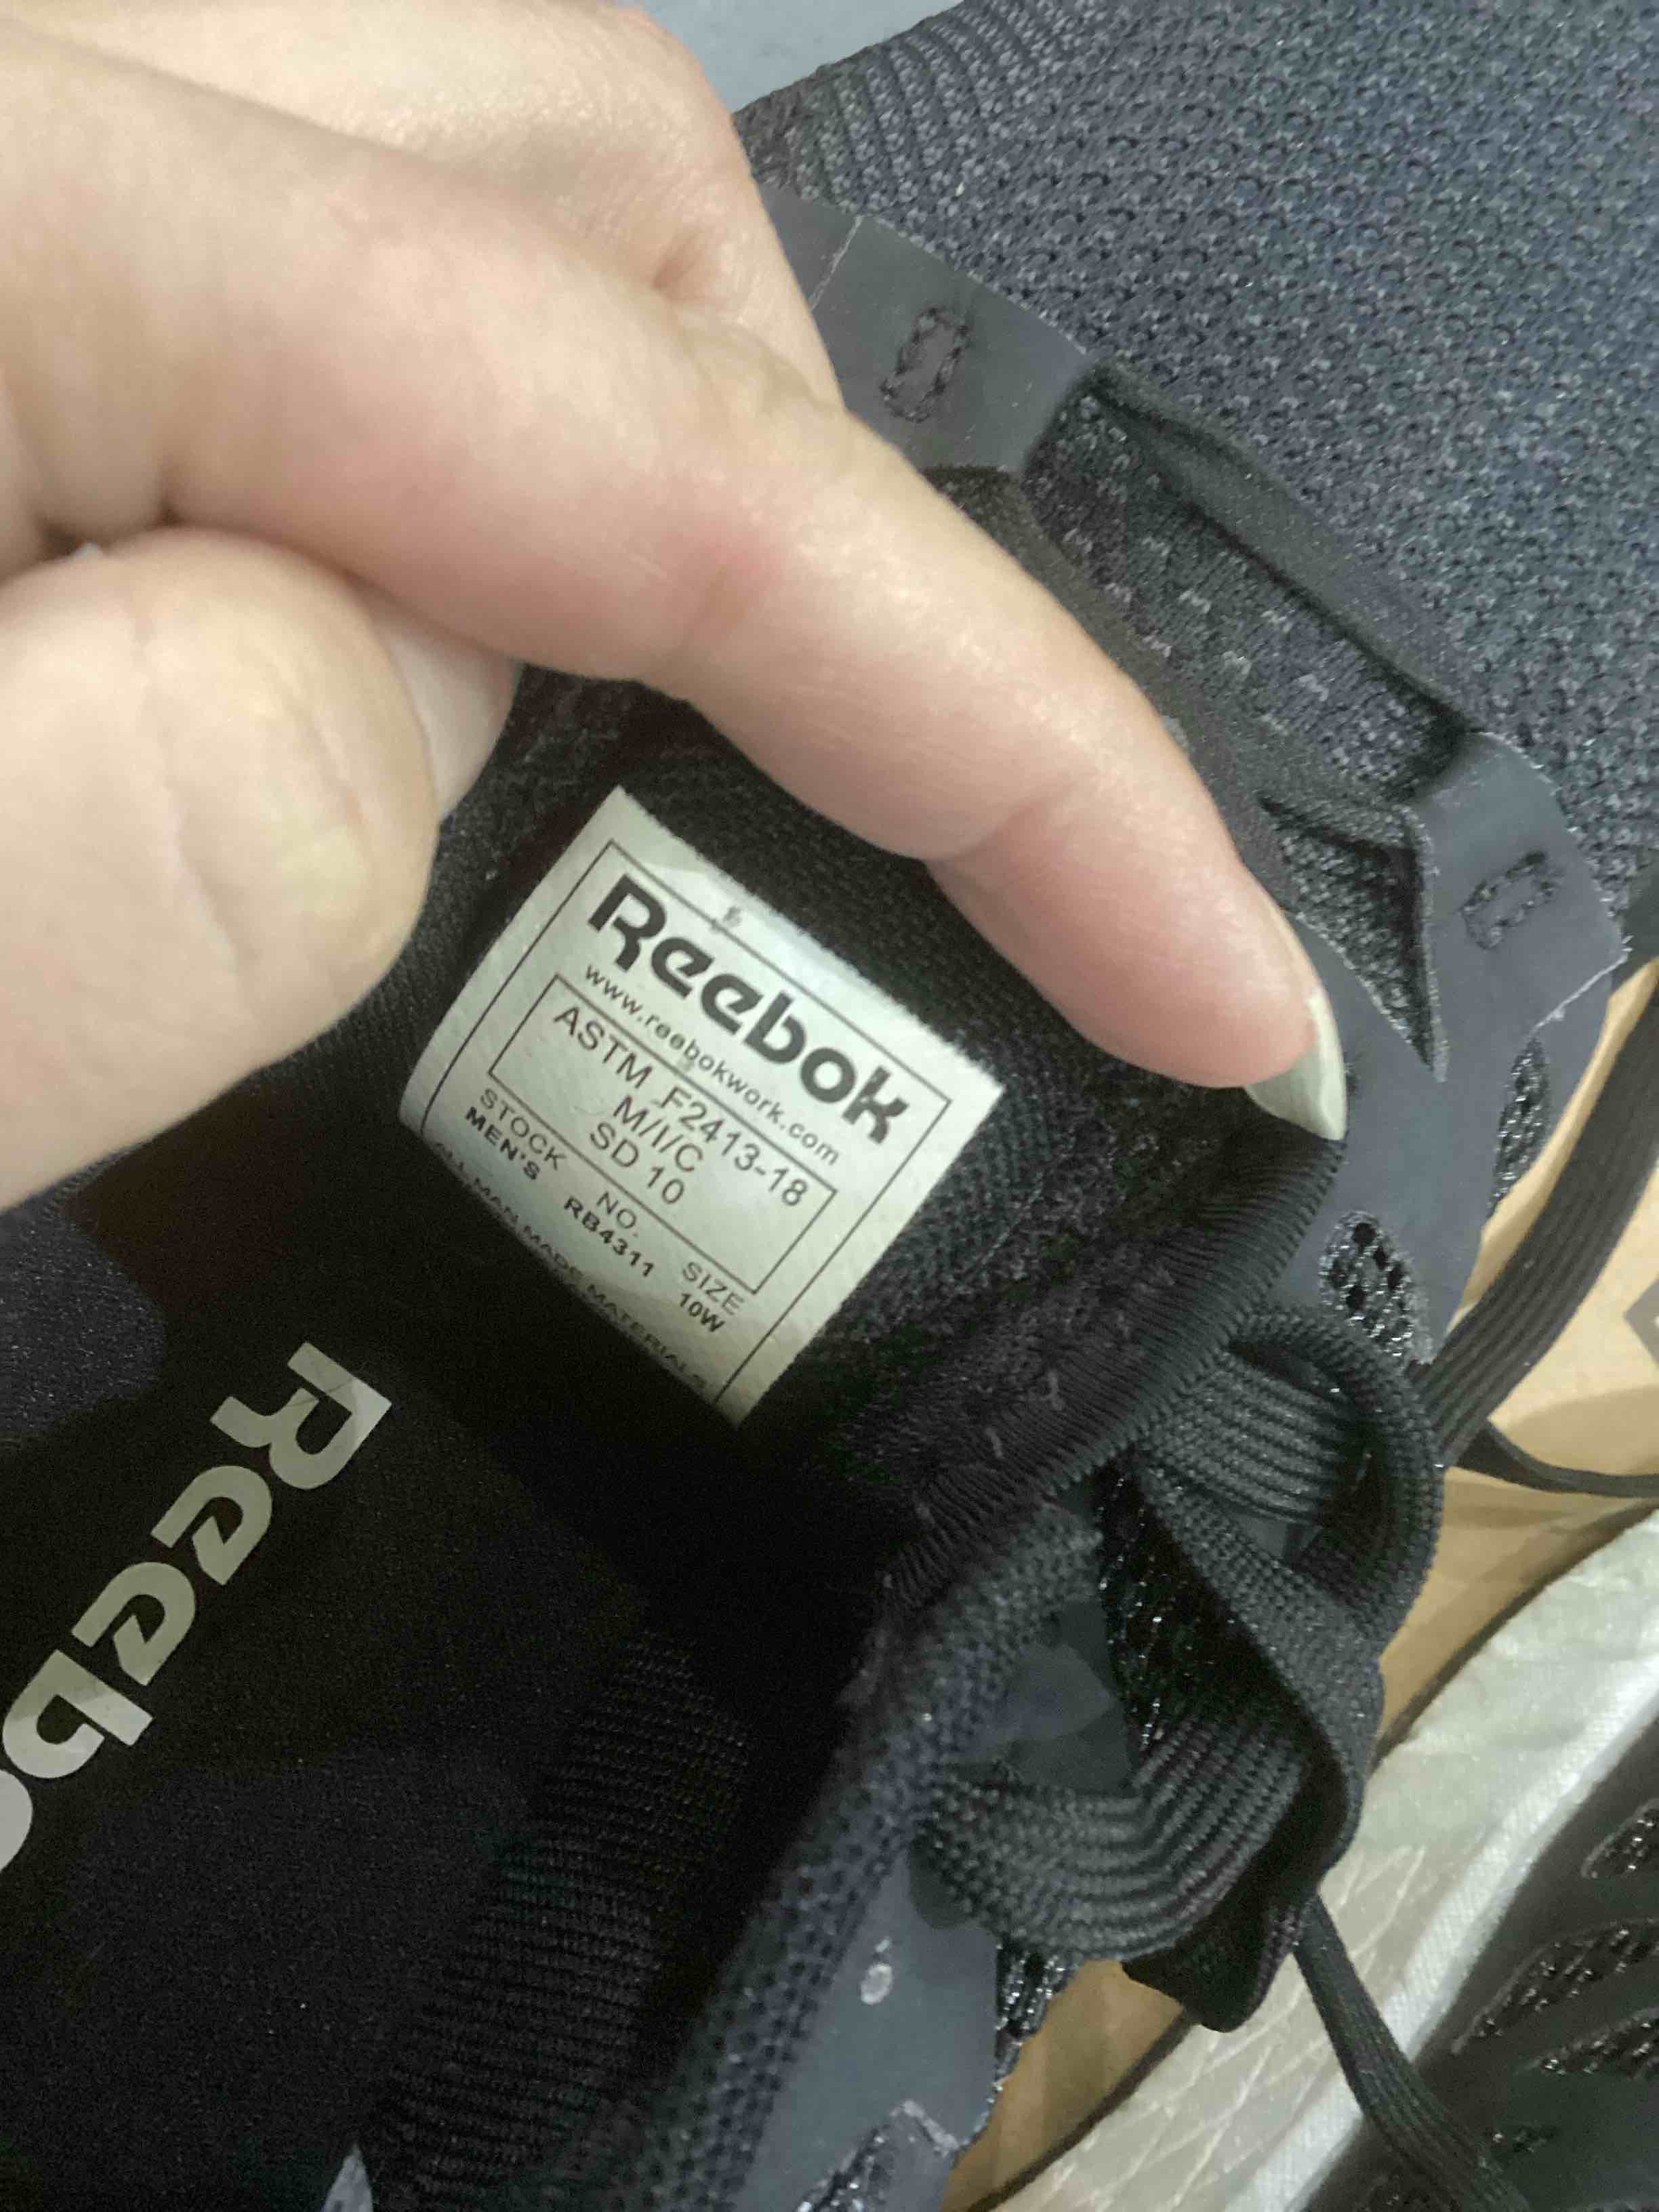 Reebok
www.reebokwork.com
ASTM F2413-18
M/I/C
SD 10
STOCK NO. SIZE
MEN'S RB4311 10W
ALL MAN MADE MATERIALS
Reeb